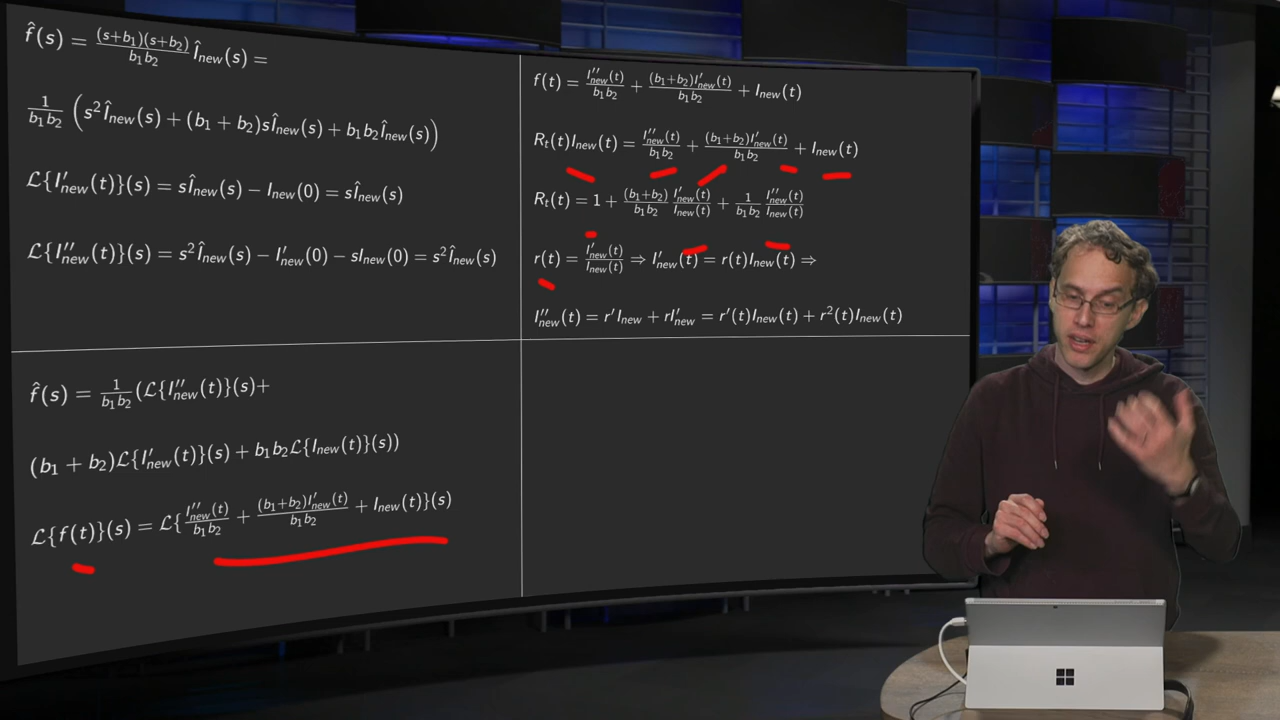 f̂(s) = (s+b₁)(s+b₂)/b₁b₂ Î_new(s) =
1/b₁b₂ (s²Î_new(s) + (b₁ + b₂)sÎ_new(s) + b₁b₂Î_new(s))
ℒ{I′_new(t)}(s) = sÎ_new(s) − I_new(0) = sÎ_new(s)
ℒ{I″_new(t)}(s) = s²Î_new(s) − I′_new(0) − sI_new(0) = s²Î_new(s)
f(t) = I″_new(t)/b₁b₂ + (b₁+b₂)I′_new(t)/b₁b₂ + I_new(t)
R_t(t)I_new(t) = I″_new(t)/b₁b₂ + (b₁+b₂)I′_new(t)/b₁b₂ + I_new(t)
R_t(t) = 1 + (b₁+b₂)/b₁b₂ I′_new(t)/I_new(t) + 1/b₁b₂ I″_new(t)/I_new(t)
r(t) = I′_new(t)/I_new(t) ⇒ I′_new(t) = r(t)I_new(t) ⇒
I″_new(t) = r′I_new + rI′_new = r′(t)I_new(t) + r²(t)I_new(t)
f̂(s) = 1/b₁b₂ (ℒ{I″_new(t)}(s)+
(b₁ + b₂)ℒ{I′_new(t)}(s) + b₁b₂ℒ{I_new(t)}(s))
ℒ{f(t)}(s) = ℒ{I″_new(t)/b₁b₂ + (b₁+b₂)I′_new(t)/b₁b₂ + I_new(t)}(s)